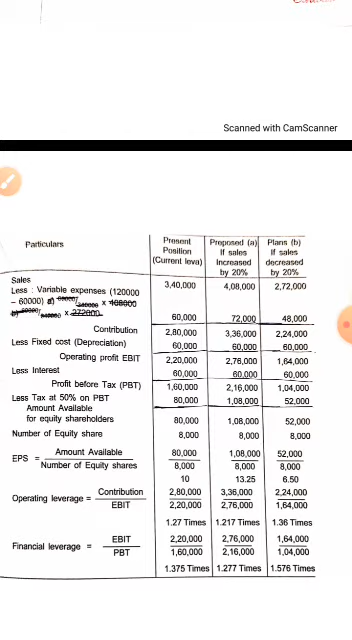 Scanned with CamScanner
Particulars Present Position (Current leva) Proposed (a) If sales Increased by 20% Plans (b) If sales decreased by 20%
Sales 3,40,000 4,08,000 2,72,000
Less : Variable expenses (120000
– 60000) a) 60000/340000 x 408000
b) 60000/340000 x 272000 60,000 72,000 48,000
Contribution 2,80,000 3,36,000 2,24,000
Less Fixed cost (Depreciation) 60,000 60,000 60,000
Operating profit EBIT 2,20,000 2,76,000 1,64,000
Less Interest 60,000 60,000 60,000
Profit before Tax (PBT) 1,60,000 2,16,000 1,04,000
Less Tax at 50% on PBT 80,000 1,08,000 52,000
Amount Available
for equity shareholders 80,000 1,08,000 52,000
Number of Equity share 8,000 8,000 8,000
EPS = Amount Available / Number of Equity shares 80,000 / 8,000 1,08,000 / 8,000 52,000 / 8,000
10 13.25 6.50
Operating leverage = Contribution / EBIT 2,80,000 / 2,20,000 3,36,000 / 2,76,000 2,24,000 / 1,64,000
1.27 Times 1.217 Times 1.36 Times
Financial leverage = EBIT / PBT 2,20,000 / 1,60,000 2,76,000 / 2,16,000 1,64,000 / 1,04,000
1.375 Times 1.277 Times 1.576 Times